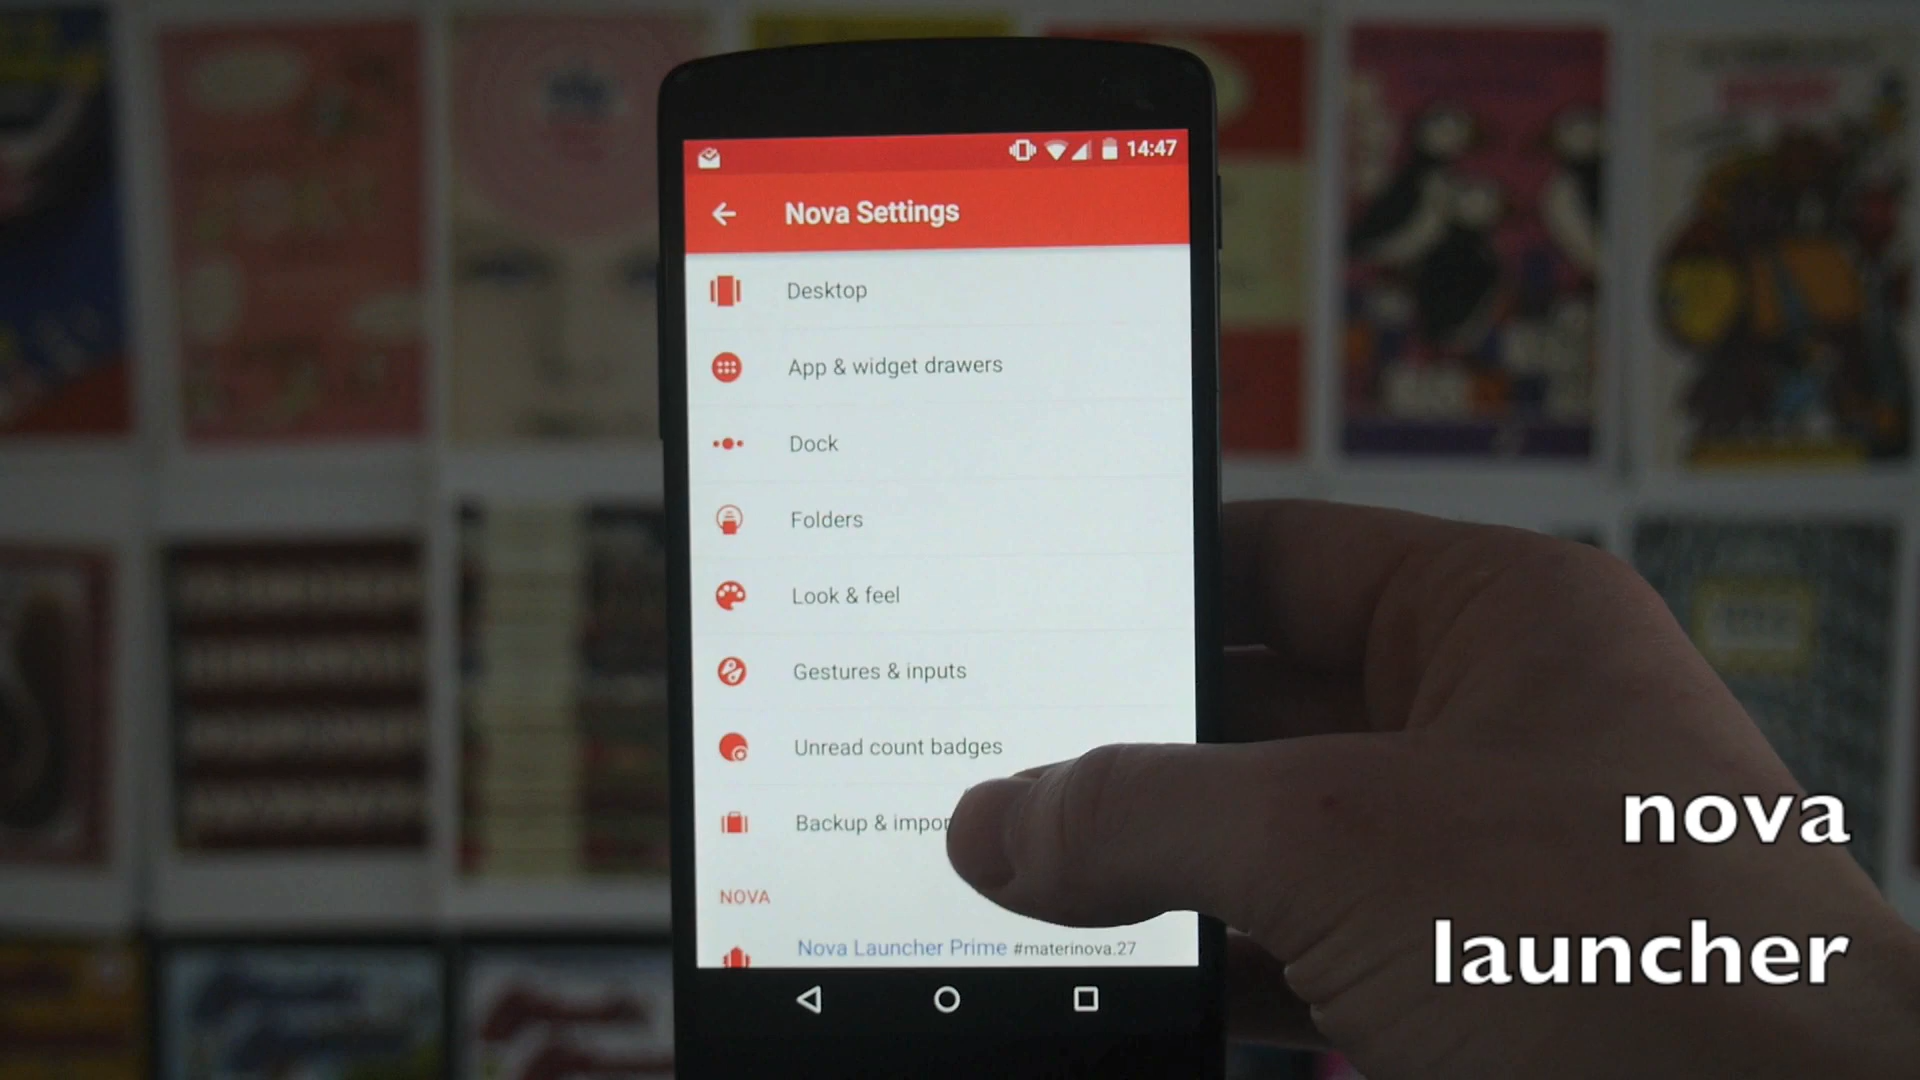 14:47
Nova Settings
Desktop
App & widget drawers
Dock
Folders
Look & feel
Gestures & inputs
Unread count badges
Backup & impor
NOVA
Nova Launcher Prime #materinova.27
nova
launcher